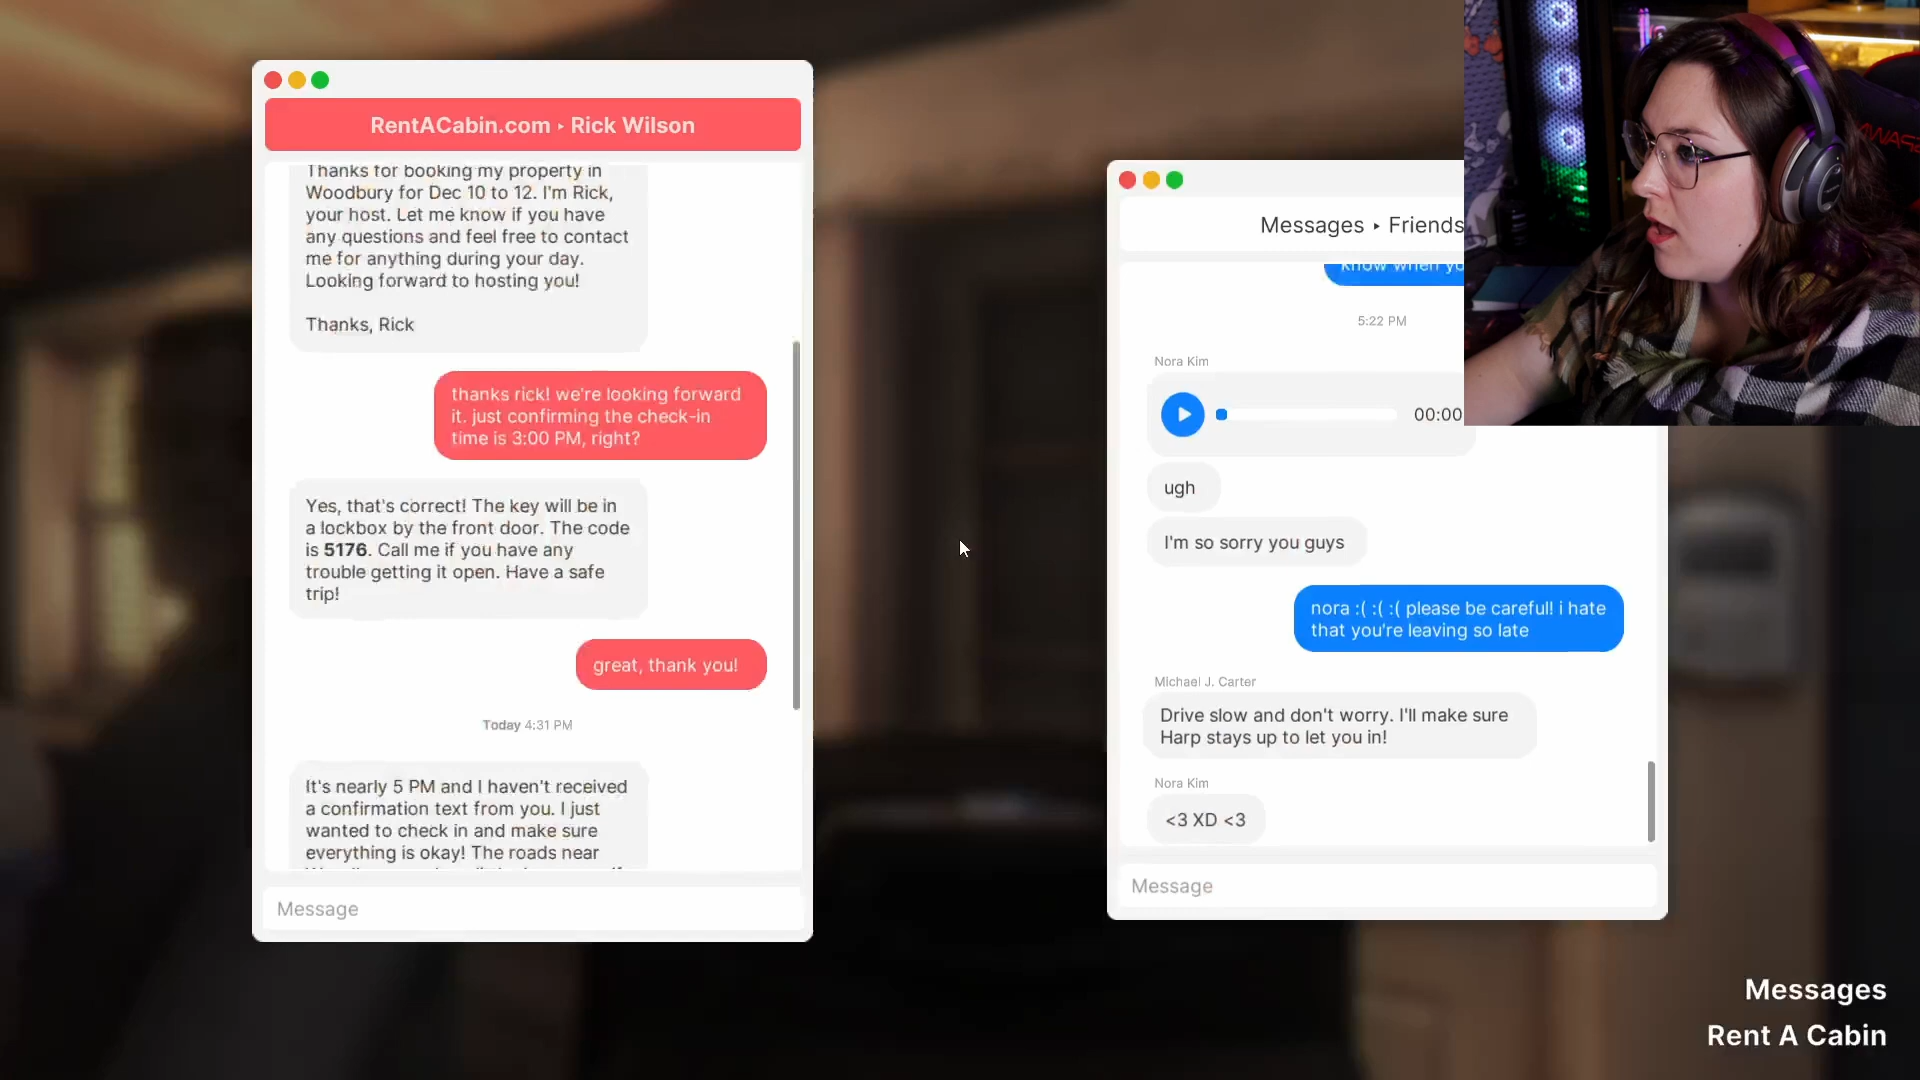 RentACabin.com ▸ Rick Wilson
Thanks for booking my property in
Woodbury for Dec 10 to 12. I'm Rick,
your host. Let me know if you have
any questions and feel free to contact
me for anything during your day.
Looking forward to hosting you!
Thanks, Rick
thanks rick! we're looking forward
it. just confirming the check-in
time is 3:00 PM, right?
Yes, that's correct! The key will be in
a lockbox by the front door. The code
is 5176. Call me if you have any
trouble getting it open. Have a safe
trip!
great, thank you!
Today 4:31 PM
It's nearly 5 PM and I haven't received
a confirmation text from you. I just
wanted to check in and make sure
everything is okay! The roads near
Message
Messages ▸ Friends
know when yo
5:22 PM
Nora Kim
00:00
ugh
I'm so sorry you guys
nora :( :( :( please be careful! i hate
that you're leaving so late
Michael J. Carter
Drive slow and don't worry. I'll make sure
Harp stays up to let you in!
Nora Kim
<3 XD <3
Message
Messages
Rent A Cabin